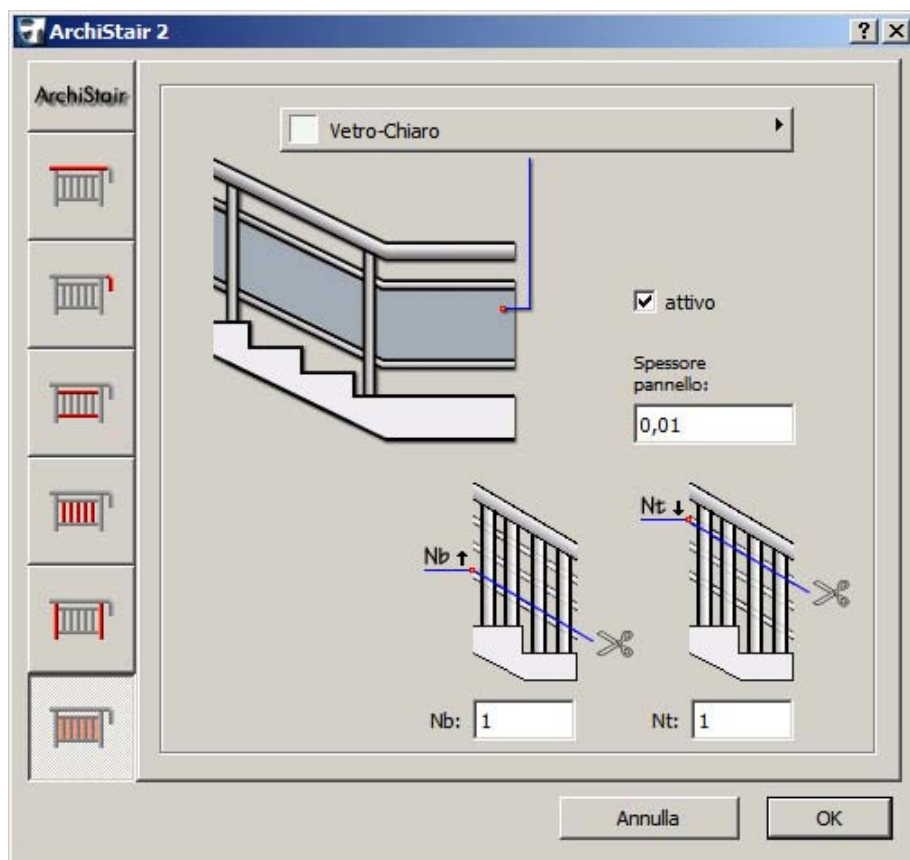 ArchiStair 2
ArchiStair
Vetro-Chiaro
attivo
Spessore
pannello:
0,01
Nt
Nb
Nb: 1
Nt: 1
Annulla
OK